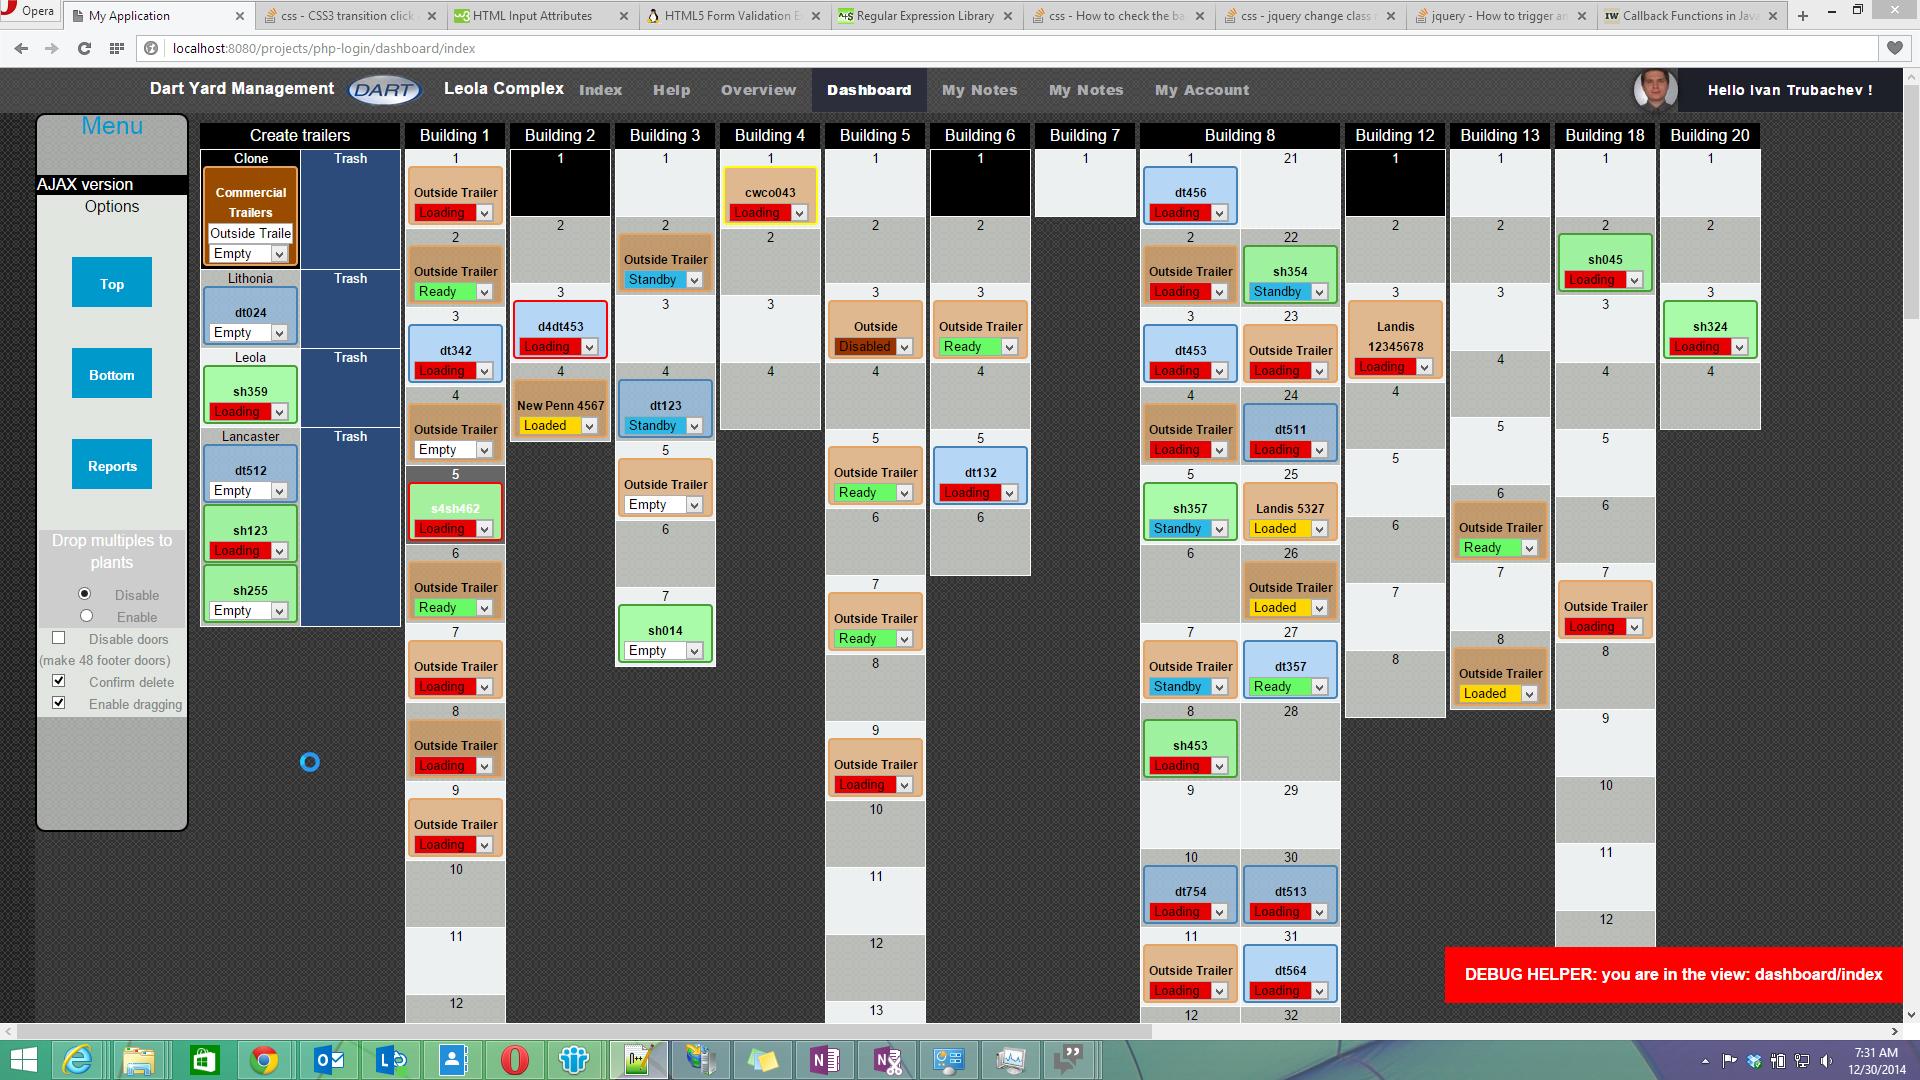 Opera
My Application
css - CSS3 transition click
HTML Input Attributes
HTML5 Form Validation E
Regular Expression Library
css - How to check the ba
css - jquery change class
jquery - How to trigger an
Callback Functions in Java
localhost:8080/projects/php-login/dashboard/index
Dart Yard Management
DART
Leola Complex
Index
Help
Overview
Dashboard
My Notes
My Notes
My Account
Hello Ivan Trubachev !
Menu
AJAX version
Options
Top
Bottom
Reports
Drop multiples to
plants
Disable
Enable
Disable doors
(make 48 footer doors)
Confirm delete
Enable dragging
Create trailers
Clone
Trash
Commercial
Trailers
Outside Traile
Empty
Lithonia
Trash
dt024
Empty
Leola
Trash
sh359
Loading
Lancaster
Trash
dt512
Empty
sh123
Loading
sh255
Empty
Building 1
1
Outside Trailer
Loading
2
Outside Trailer
Ready
3
dt342
Loading
4
Outside Trailer
Empty
5
s4sh462
Loading
6
Outside Trailer
Ready
7
Outside Trailer
Loading
8
Outside Trailer
Loading
9
Outside Trailer
Loading
10
11
12
Building 2
1
2
3
d4dt453
Loading
4
New Penn 4567
Loaded
Building 3
1
2
Outside Trailer
Standby
3
4
dt123
Standby
5
Outside Trailer
Empty
6
7
sh014
Empty
Building 4
1
cwco043
Loading
2
3
4
Building 5
1
2
3
Outside
Disabled
4
5
Outside Trailer
Ready
6
7
Outside Trailer
Ready
8
9
Outside Trailer
Loading
10
11
12
13
Building 6
1
2
3
Outside Trailer
Ready
4
5
dt132
Loading
6
Building 7
1
Building 8
1
dt456
Loading
2
Outside Trailer
Loading
3
dt453
Loading
4
Outside Trailer
Loading
5
sh357
Standby
6
7
Outside Trailer
Standby
8
sh453
Loading
9
10
dt754
Loading
11
Outside Trailer
Loading
12
21
22
sh354
Standby
23
Outside Trailer
Loading
24
dt511
Loading
25
Landis 5327
Loaded
26
Outside Trailer
Loaded
27
dt357
Ready
28
29
30
dt513
Loading
31
dt564
Loading
32
Building 12
1
2
3
Landis
12345678
Loading
4
5
6
7
8
Building 13
1
2
3
4
5
6
Outside Trailer
Ready
7
8
Outside Trailer
Loaded
Building 18
1
2
sh045
Loading
3
4
5
6
7
Outside Trailer
Loading
8
9
10
11
12
Building 20
1
2
3
sh324
Loading
4
DEBUG HELPER: you are in the view: dashboard/index
7:31 AM
12/30/2014